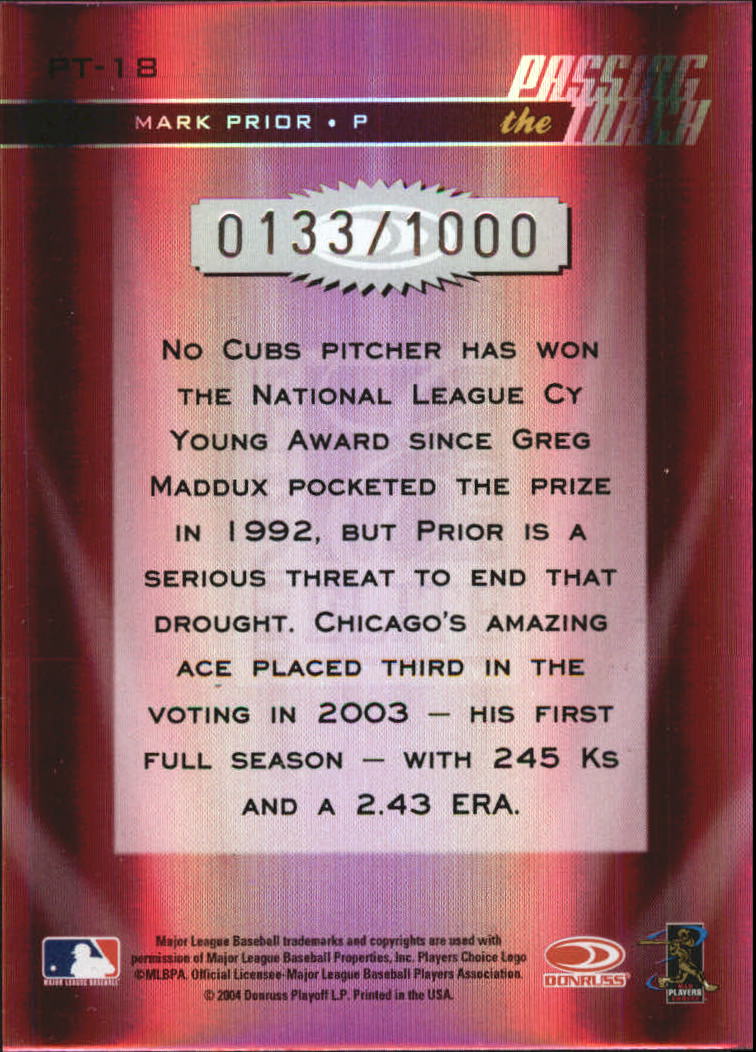 PT-18
PASSING
the TORCH
MARK PRIOR • P
0133/1000
NO CUBS PITCHER HAS WON
THE NATIONAL LEAGUE CY
YOUNG AWARD SINCE GREG
MADDUX POCKETED THE PRIZE
IN 1992, BUT PRIOR IS A
SERIOUS THREAT TO END THAT
DROUGHT. CHICAGO'S AMAZING
ACE PLACED THIRD IN THE
VOTING IN 2003 — HIS FIRST
FULL SEASON — WITH 245 KS
AND A 2.43 ERA.
Major League Baseball trademarks and copyrights are used with
permission of Major League Baseball Properties, Inc. Players Choice Logo
©MLBPA. Official Licensee-Major League Baseball Players Association.
© 2004 Donruss Playoff L.P. Printed in the USA.
MAJOR LEAGUE BASEBALL
DONRUSS
PLAYERS